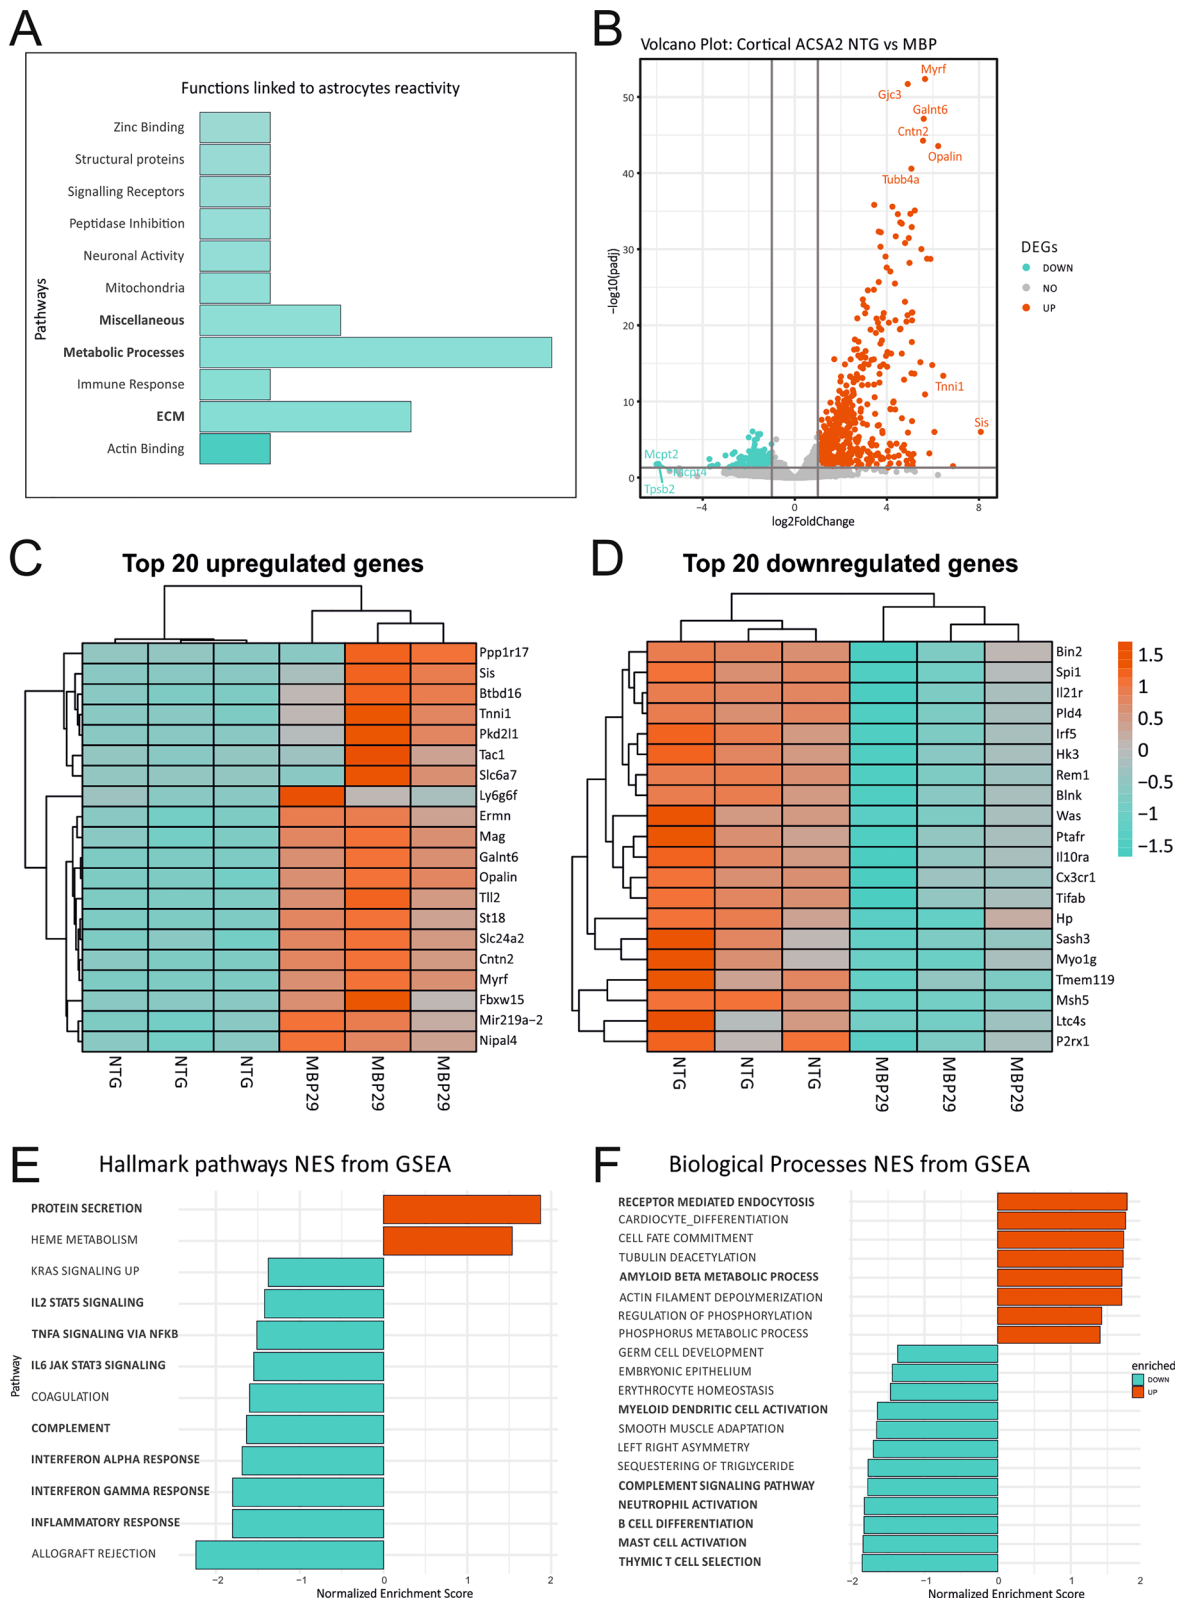 A
Functions linked to astrocytes reactivity
Pathways
Zinc Binding
Structural proteins
Signalling Receptors
Peptidase Inhibition
Neuronal Activity
Mitochondria
Miscellaneous
Metabolic Processes
Immune Response
ECM
Actin Binding
B
Volcano Plot: Cortical ACSA2 NTG vs MBP
−log10(padj)
50
40
30
20
10
0
Myrf
Gjc3
Galnt6
Cntn2
Opalin
Tubb4a
Tnni1
Sis
Mcpt2
Mcpt4
Tpsb2
−4
0
4
8
log2FoldChange
DEGs
DOWN
NO
UP
C
Top 20 upregulated genes
Ppp1r17
Sis
Btbd16
Tnni1
Pkd2l1
Tac1
Slc6a7
Ly6g6f
Ermn
Mag
Galnt6
Opalin
Tll2
St18
Slc24a2
Cntn2
Myrf
Fbxw15
Mir219a−2
Nipal4
NTG
NTG
NTG
MBP29
MBP29
MBP29
D
Top 20 downregulated genes
Bin2
Spi1
Il21r
Pld4
Irf5
Hk3
Rem1
Blnk
Was
Ptafr
Il10ra
Cx3cr1
Tifab
Hp
Sash3
Myo1g
Tmem119
Msh5
Ltc4s
P2rx1
NTG
NTG
NTG
MBP29
MBP29
MBP29
1.5
1
0.5
0
−0.5
−1
−1.5
E
Hallmark pathways NES from GSEA
Pathway
PROTEIN SECRETION
HEME METABOLISM
KRAS SIGNALING UP
IL2 STAT5 SIGNALING
TNFA SIGNALING VIA NFKB
IL6 JAK STAT3 SIGNALING
COAGULATION
COMPLEMENT
INTERFERON ALPHA RESPONSE
INTERFERON GAMMA RESPONSE
INFLAMMATORY RESPONSE
ALLOGRAFT REJECTION
−2
−1
0
1
2
Normalized Enrichment Score
F
Biological Processes NES from GSEA
RECEPTOR MEDIATED ENDOCYTOSIS
CARDIOCYTE_DIFFERENTIATION
CELL FATE COMMITMENT
TUBULIN DEACETYLATION
AMYLOID BETA METABOLIC PROCESS
ACTIN FILAMENT DEPOLYMERIZATION
REGULATION OF PHOSPHORYLATION
PHOSPHORUS METABOLIC PROCESS
GERM CELL DEVELOPMENT
EMBRYONIC EPITHELIUM
ERYTHROCYTE HOMEOSTASIS
MYELOID DENDRITIC CELL ACTIVATION
SMOOTH MUSCLE ADAPTATION
LEFT RIGHT ASYMMETRY
SEQUESTERING OF TRIGLYCERIDE
COMPLEMENT SIGNALING PATHWAY
NEUTROPHIL ACTIVATION
B CELL DIFFERENTIATION
MAST CELL ACTIVATION
THYMIC T CELL SELECTION
−2
−1
0
1
2
Normalized Enrichment Score
enriched
DOWN
UP